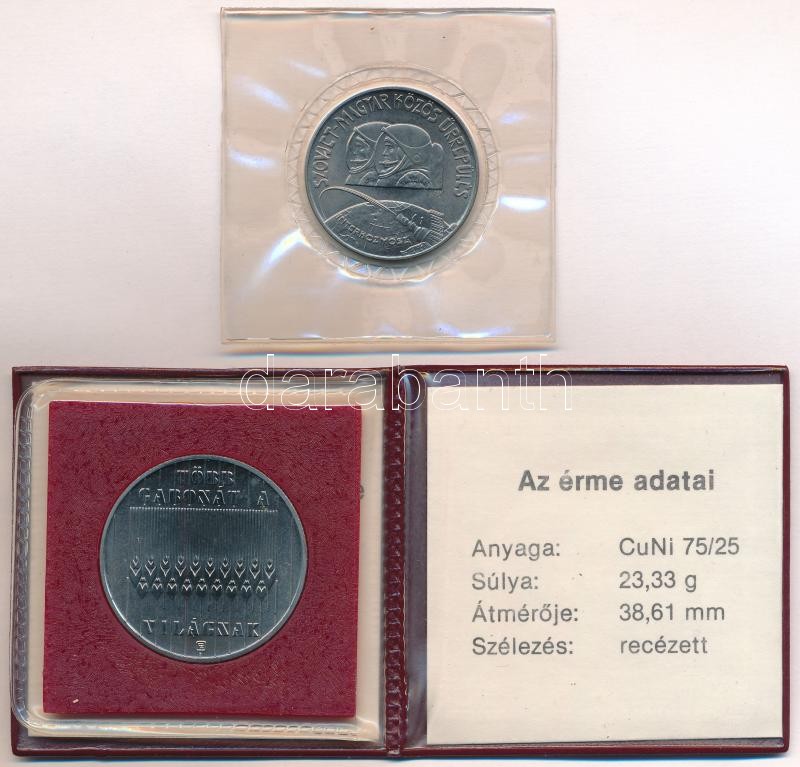 SZOVJET-MAGYAR KÖZÖS ŰRREPÜLÉS
INTERKOZMOSZ
darabanth
TÖBB
GABONÁT A
VILÁGNAK
Az érme adatai
Anyaga: CuNi 75/25
Súlya: 23,33 g
Átmérője: 38,61 mm
Szélezés: recézett